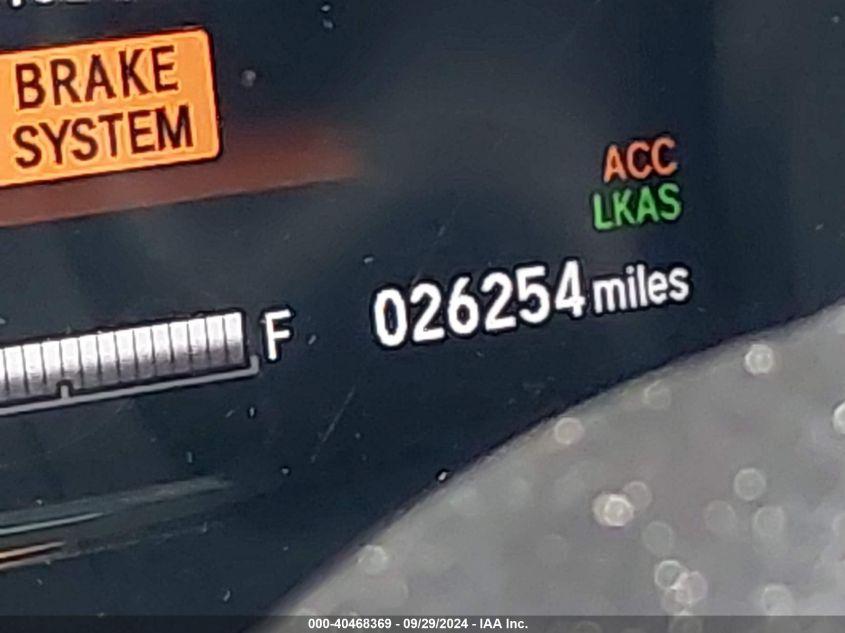 BRAKE
SYSTEM
ACC
LKAS
026254 miles
F
000-40468369 - 09/29/2024 - IAA Inc.